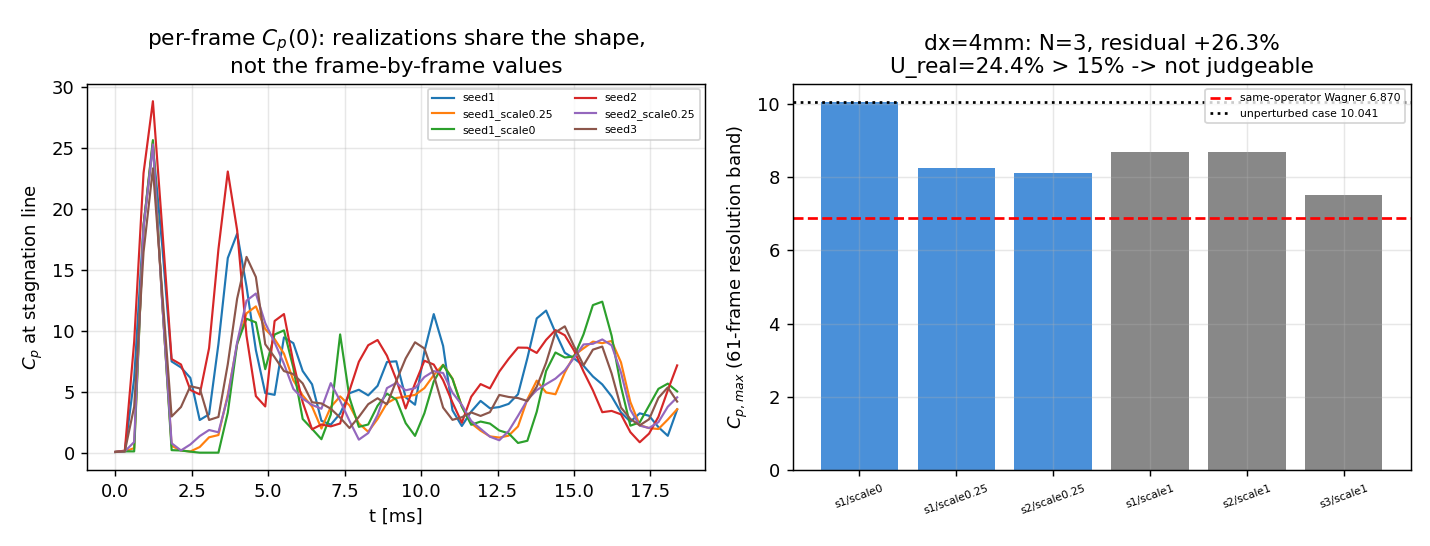 per-frame Cp(0): realizations share the shape,
not the frame-by-frame values
30
25
20
15
10
5
0
Cp at stagnation line
0.0 2.5 5.0 7.5 10.0 12.5 15.0 17.5
t [ms]
seed1
seed1_scale0.25
seed1_scale0
seed2
seed2_scale0.25
seed3
dx=4mm: N=3, residual +26.3%
U_real=24.4% > 15% -> not judgeable
10
8
6
4
2
0
Cp, max (61-frame resolution band)
same-operator Wagner 6.870
unperturbed case 10.041
s1/scale0
s1/scale0.25
s2/scale0.25
s1/scale1
s2/scale1
s3/scale1